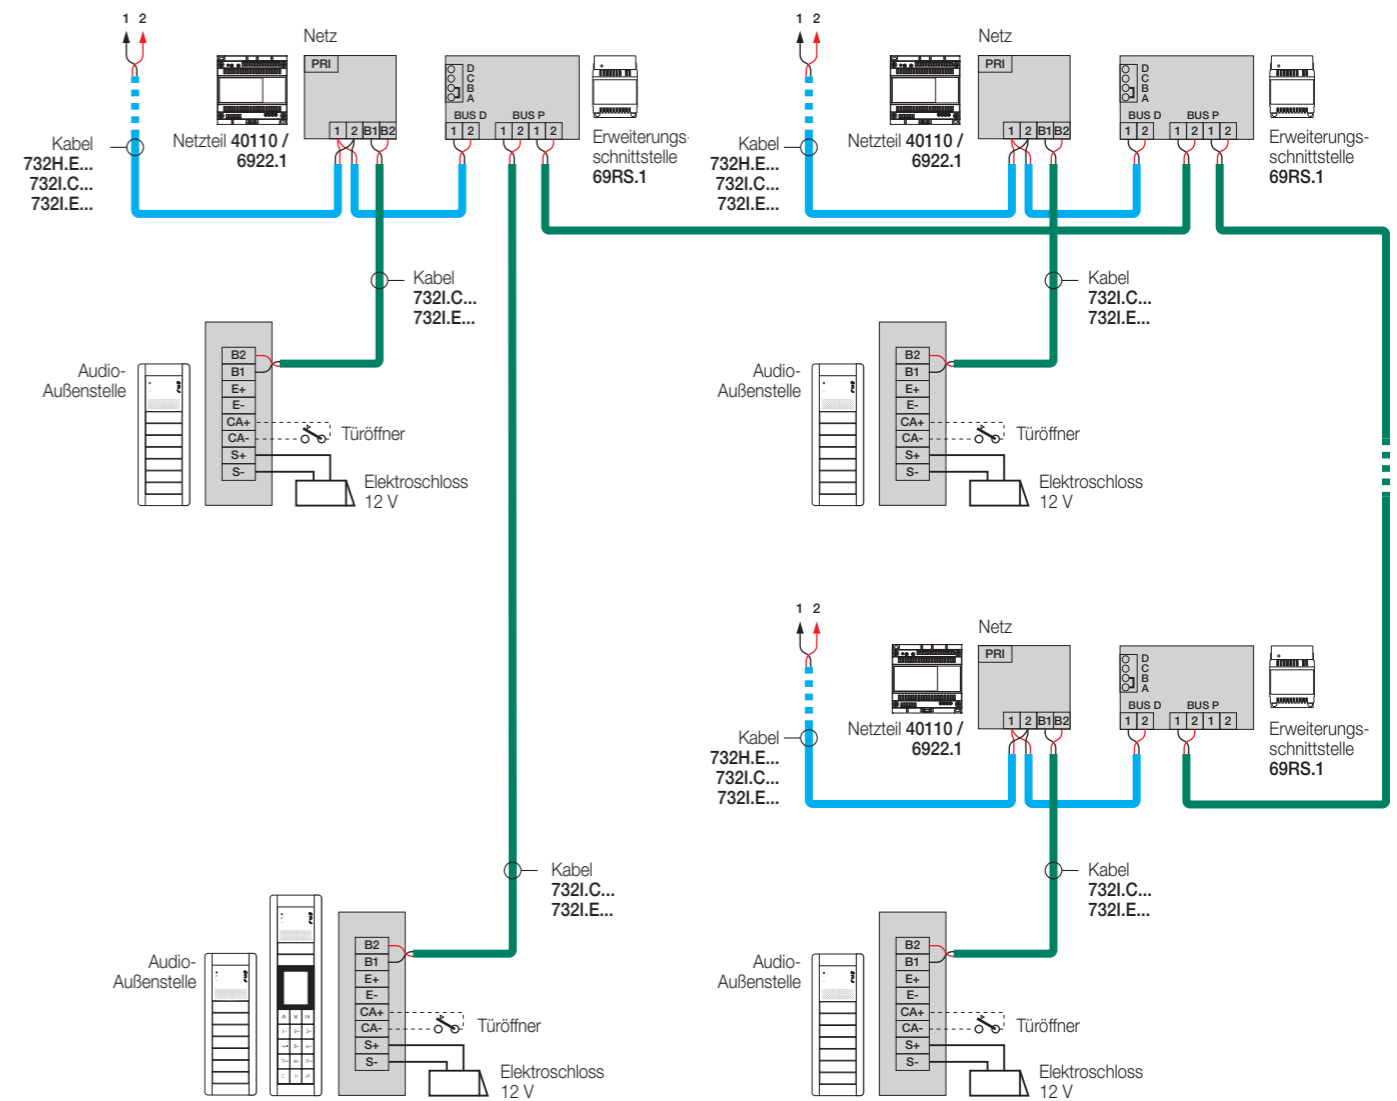 1 2
Netz
PRI
D
C
B
A
BUS D BUS P
1 2 B1 B2
1 2 1 2 1 2
Kabel
732H.E...
732I.C...
732I.E...
Netzteil 40110 /
6922.1
Erweiterungs-
schnittstelle
69RS.1
Kabel
732I.C...
732I.E...
Audio-
Außenstelle
B2
B1
E+
E-
CA+
CA-
S+
S-
Türöffner
Elektroschloss
12 V
1 2
Netz
PRI
D
C
B
A
BUS D BUS P
1 2 B1 B2
1 2 1 2 1 2
Kabel
732H.E...
732I.C...
732I.E...
Netzteil 40110 /
6922.1
Erweiterungs-
schnittstelle
69RS.1
Kabel
732I.C...
732I.E...
Audio-
Außenstelle
B2
B1
E+
E-
CA+
CA-
S+
S-
Türöffner
Elektroschloss
12 V
1 2
Netz
PRI
D
C
B
A
BUS D BUS P
1 2 B1 B2
1 2 1 2 1 2
Kabel
732H.E...
732I.C...
732I.E...
Netzteil 40110 /
6922.1
Erweiterungs-
schnittstelle
69RS.1
Kabel
732I.C...
732I.E...
Audio-
Außenstelle
B2
B1
E+
E-
CA+
CA-
S+
S-
Türöffner
Elektroschloss
12 V
Kabel
732I.C...
732I.E...
Audio-
Außenstelle
B2
B1
E+
E-
CA+
CA-
S+
S-
Türöffner
Elektroschloss
12 V